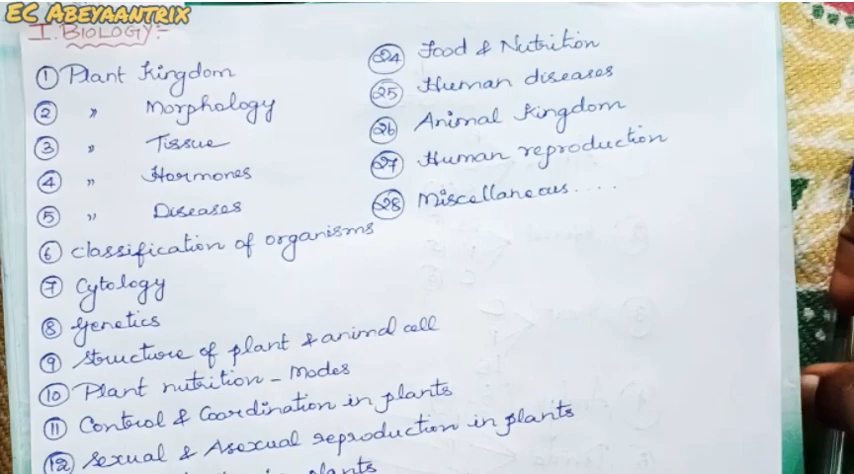 EC ABEYAANTRIX
I. BIOLOGY:-
① Plant Kingdom
② " Morphology
③ " Tissue
④ " Hormones
⑤ " Diseases
⑥ Classification of organisms
⑦ Cytology
⑧ Genetics
⑨ Structure of plant & animal cell
⑩ Plant nutrition - Modes
⑪ Control & Coordination in plants
⑫ Sexual & Asexual reproduction in plants
in plants
㉔ Food & Nutrition
㉕ Human diseases
㉖ Animal Kingdom
㉗ Human reproduction
㉘ Miscellaneous....